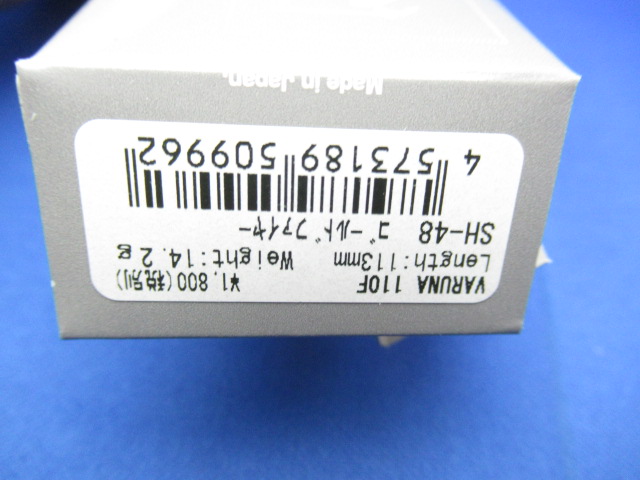 VARUNA 110F ¥1,800(税別)
Length:113mm Weight:14.2g
SH-48 ゴールドファイヤー
4 573189 509962
Made in Japan.